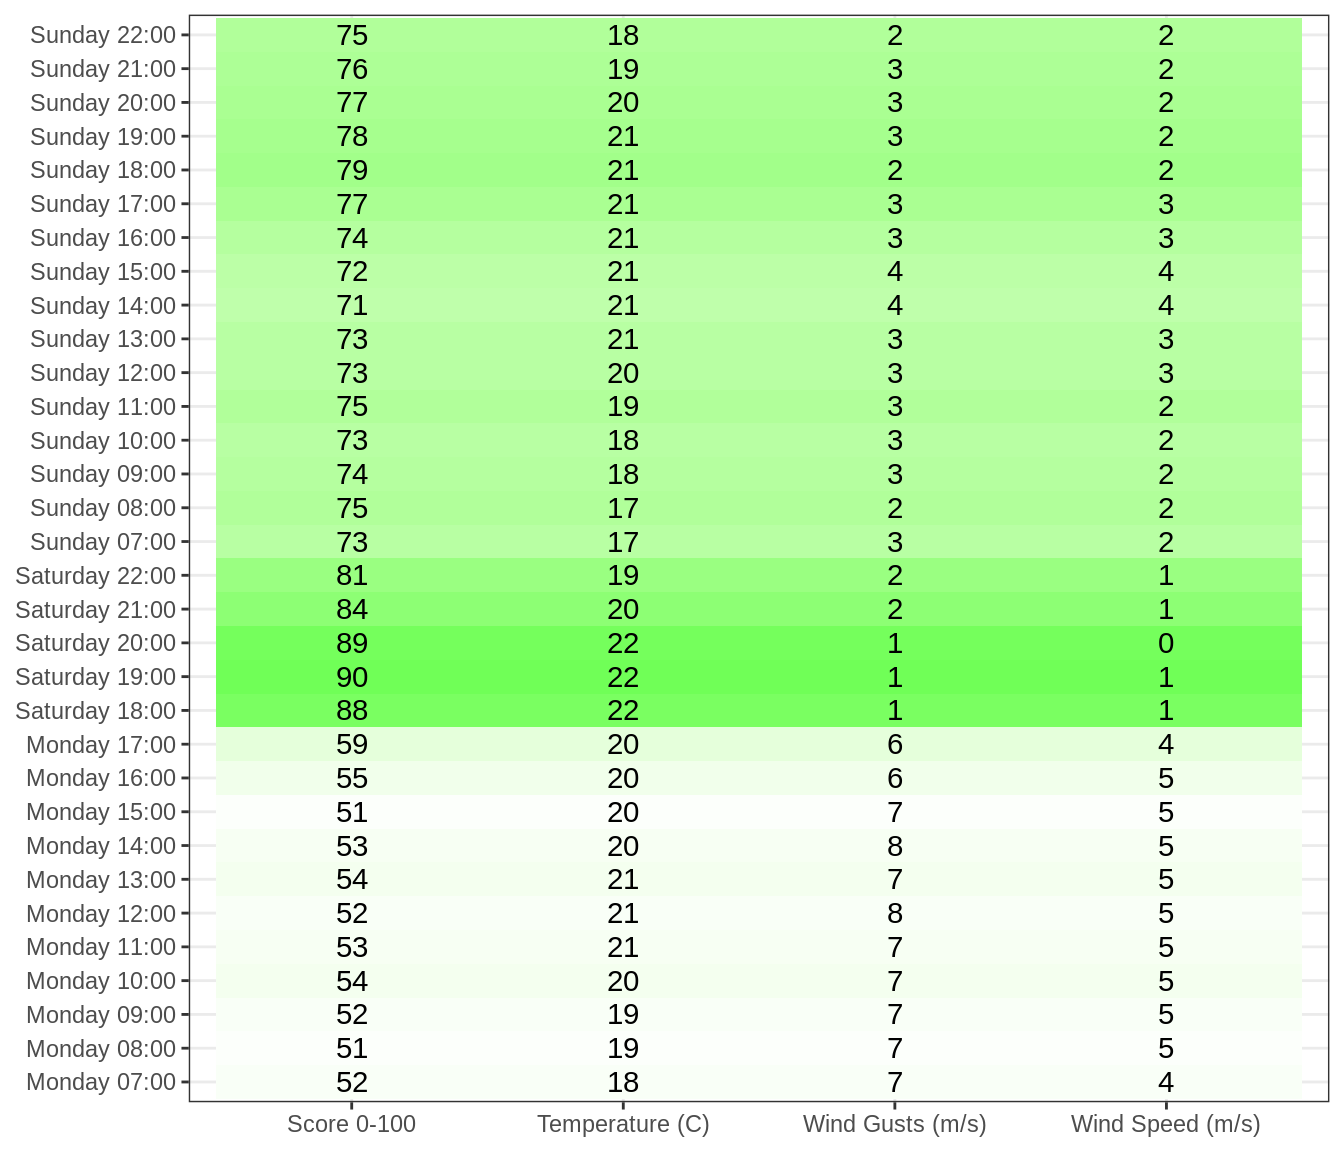 Sunday 22:00 75 18 2 2
Sunday 21:00 76 19 3 2
Sunday 20:00 77 20 3 2
Sunday 19:00 78 21 3 2
Sunday 18:00 79 21 2 2
Sunday 17:00 77 21 3 3
Sunday 16:00 74 21 3 3
Sunday 15:00 72 21 4 4
Sunday 14:00 71 21 4 4
Sunday 13:00 73 21 3 3
Sunday 12:00 73 20 3 3
Sunday 11:00 75 19 3 2
Sunday 10:00 73 18 3 2
Sunday 09:00 74 18 3 2
Sunday 08:00 75 17 2 2
Sunday 07:00 73 17 3 2
Saturday 22:00 81 19 2 1
Saturday 21:00 84 20 2 1
Saturday 20:00 89 22 1 0
Saturday 19:00 90 22 1 1
Saturday 18:00 88 22 1 1
Monday 17:00 59 20 6 4
Monday 16:00 55 20 6 5
Monday 15:00 51 20 7 5
Monday 14:00 53 20 8 5
Monday 13:00 54 21 7 5
Monday 12:00 52 21 8 5
Monday 11:00 53 21 7 5
Monday 10:00 54 20 7 5
Monday 09:00 52 19 7 5
Monday 08:00 51 19 7 5
Monday 07:00 52 18 7 4
Score 0-100 Temperature (C) Wind Gusts (m/s) Wind Speed (m/s)